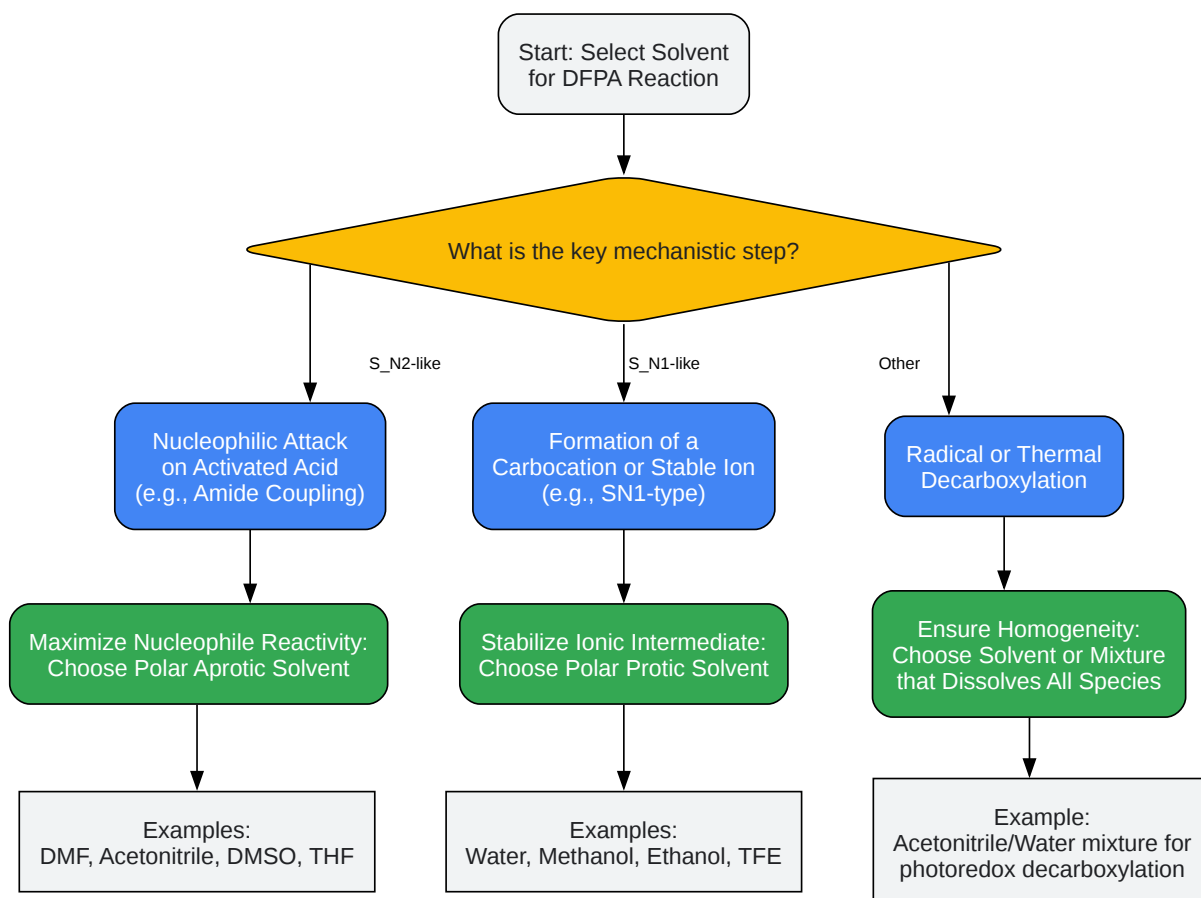 Start: Select Solvent
for DFPA Reaction
What is the key mechanistic step?
S_N2-like
S_N1-like
Other
Nucleophilic Attack
on Activated Acid
(e.g., Amide Coupling)
Formation of a
Carbocation or Stable Ion
(e.g., SN1-type)
Radical or Thermal
Decarboxylation
Maximize Nucleophile Reactivity:
Choose Polar Aprotic Solvent
Stabilize Ionic Intermediate:
Choose Polar Protic Solvent
Ensure Homogeneity:
Choose Solvent or Mixture
that Dissolves All Species
Examples:
DMF, Acetonitrile, DMSO, THF
Examples:
Water, Methanol, Ethanol, TFE
Example:
Acetonitrile/Water mixture for
photoredox decarboxylation